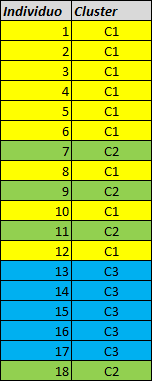 Individuo Cluster
1 C1
2 C1
3 C1
4 C1
5 C1
6 C1
7 C2
8 C1
9 C2
10 C1
11 C2
12 C1
13 C3
14 C3
15 C3
16 C3
17 C3
18 C2